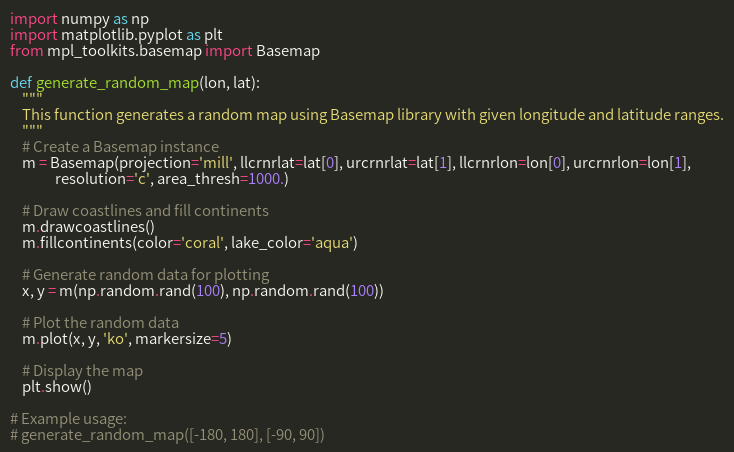 import numpy as np
import matplotlib.pyplot as plt
from mpl_toolkits.basemap import Basemap

def generate_random_map(lon, lat):
    """
    This function generates a random map using Basemap library with given longitude and latitude ranges.
    """
    # Create a Basemap instance
    m = Basemap(projection='mill', llcrnrlat=lat[0], urcrnrlat=lat[1], llcrnrlon=lon[0], urcrnrlon=lon[1],
                resolution='c', area_thresh=1000.)

    # Draw coastlines and fill continents
    m.drawcoastlines()
    m.fillcontinents(color='coral', lake_color='aqua')

    # Generate random data for plotting
    x, y = m(np.random.rand(100), np.random.rand(100))

    # Plot the random data
    m.plot(x, y, 'ko', markersize=5)

    # Display the map
    plt.show()

# Example usage:
# generate_random_map([-180, 180], [-90, 90])